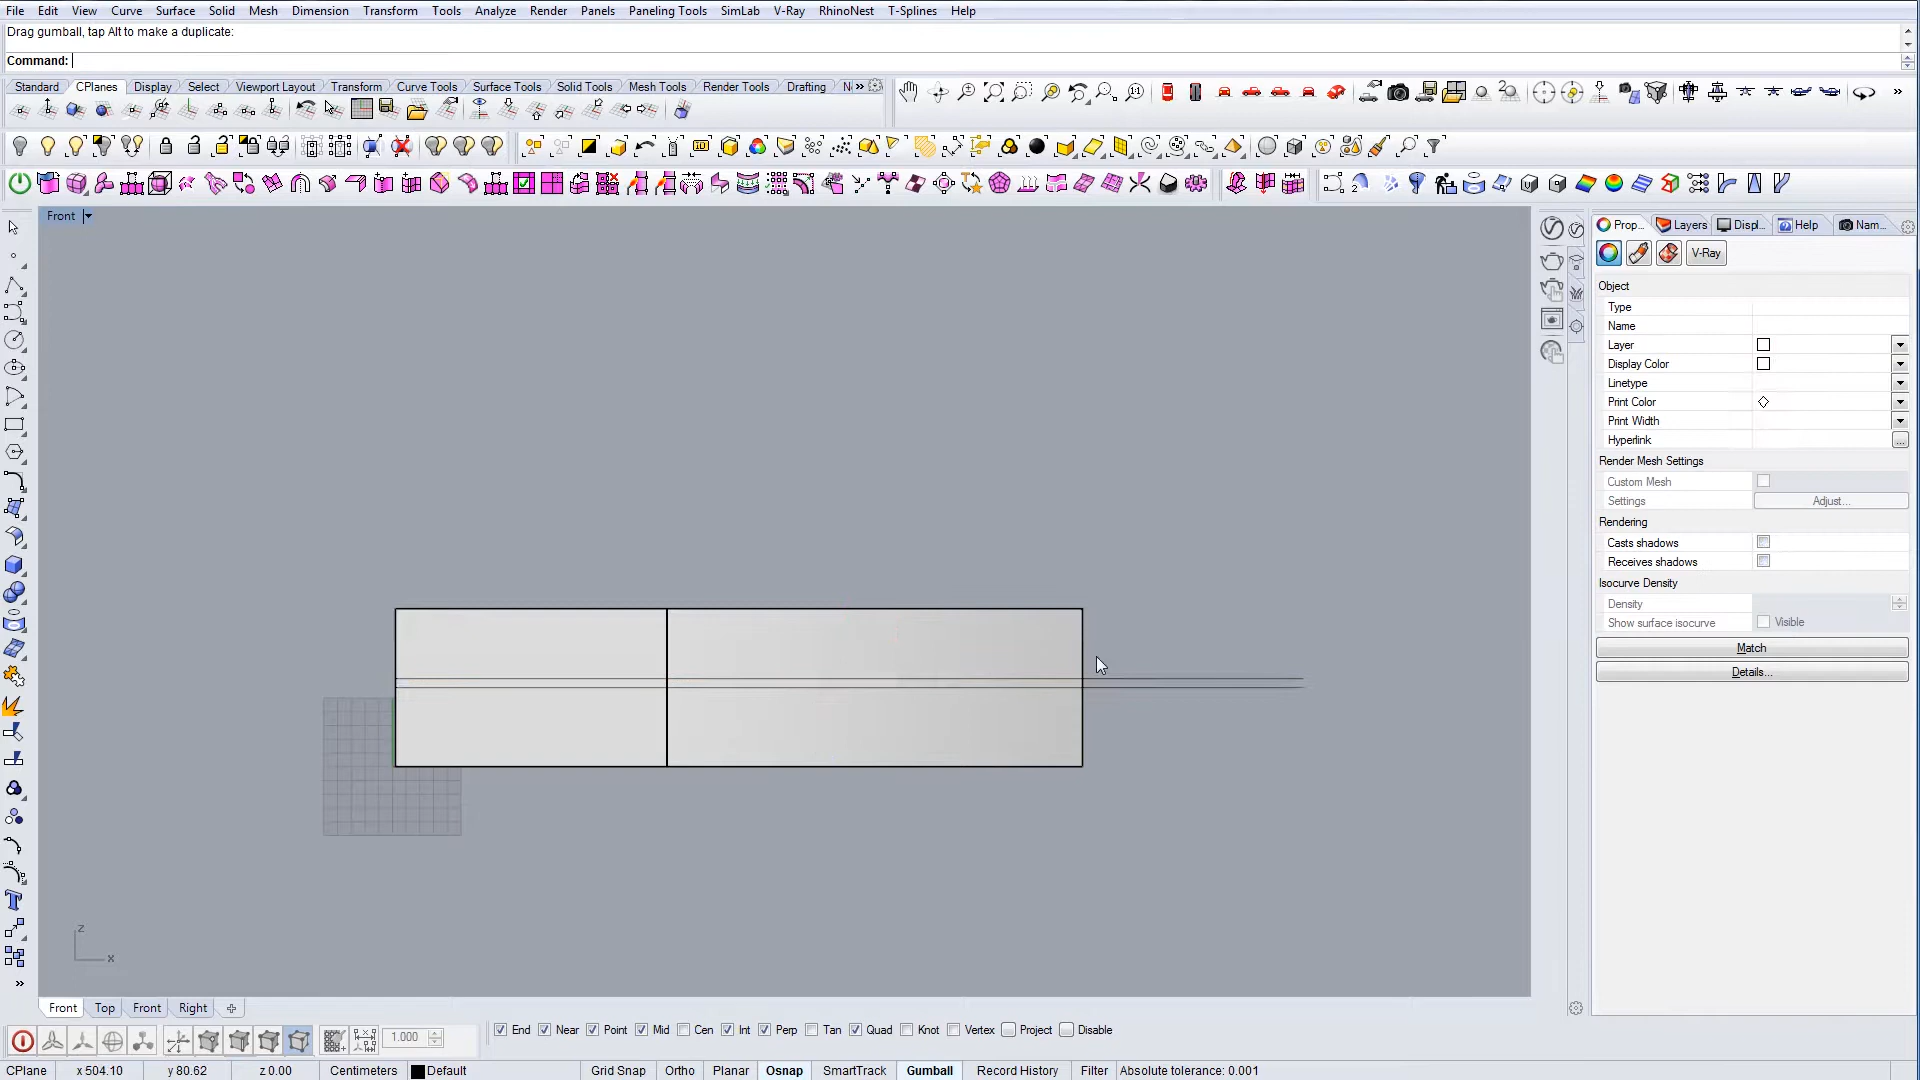 File Edit View Curve Surface Solid Mesh Dimension Transform Tools Analyze Render Panels Paneling Tools SimLab V-Ray RhinoNest T-Splines Help
Drag gumball, tap Alt to make a duplicate:
Command:
Standard CPlanes Display Select Viewport Layout Transform Curve Tools Surface Tools Solid Tools Mesh Tools Render Tools Drafting
Front
Prop... Layers Displ... Help Nam...
V-Ray
Object
Type
Name
Layer
Display Color
Linetype
Print Color
Print Width
Hyperlink ...
Render Mesh Settings
Custom Mesh
Settings Adjust...
Rendering
Casts shadows
Receives shadows
Isocurve Density
Density
Show surface isocurve Visible
Match
Details...
z
x
Front Top Front Right
1.000 End Near Point Mid Cen Int Perp Tan Quad Knot Vertex Project Disable
CPlane x 504.10 y 80.62 z 0.00 Centimeters Default Grid Snap Ortho Planar Osnap SmartTrack Gumball Record History Filter Absolute tolerance: 0.001